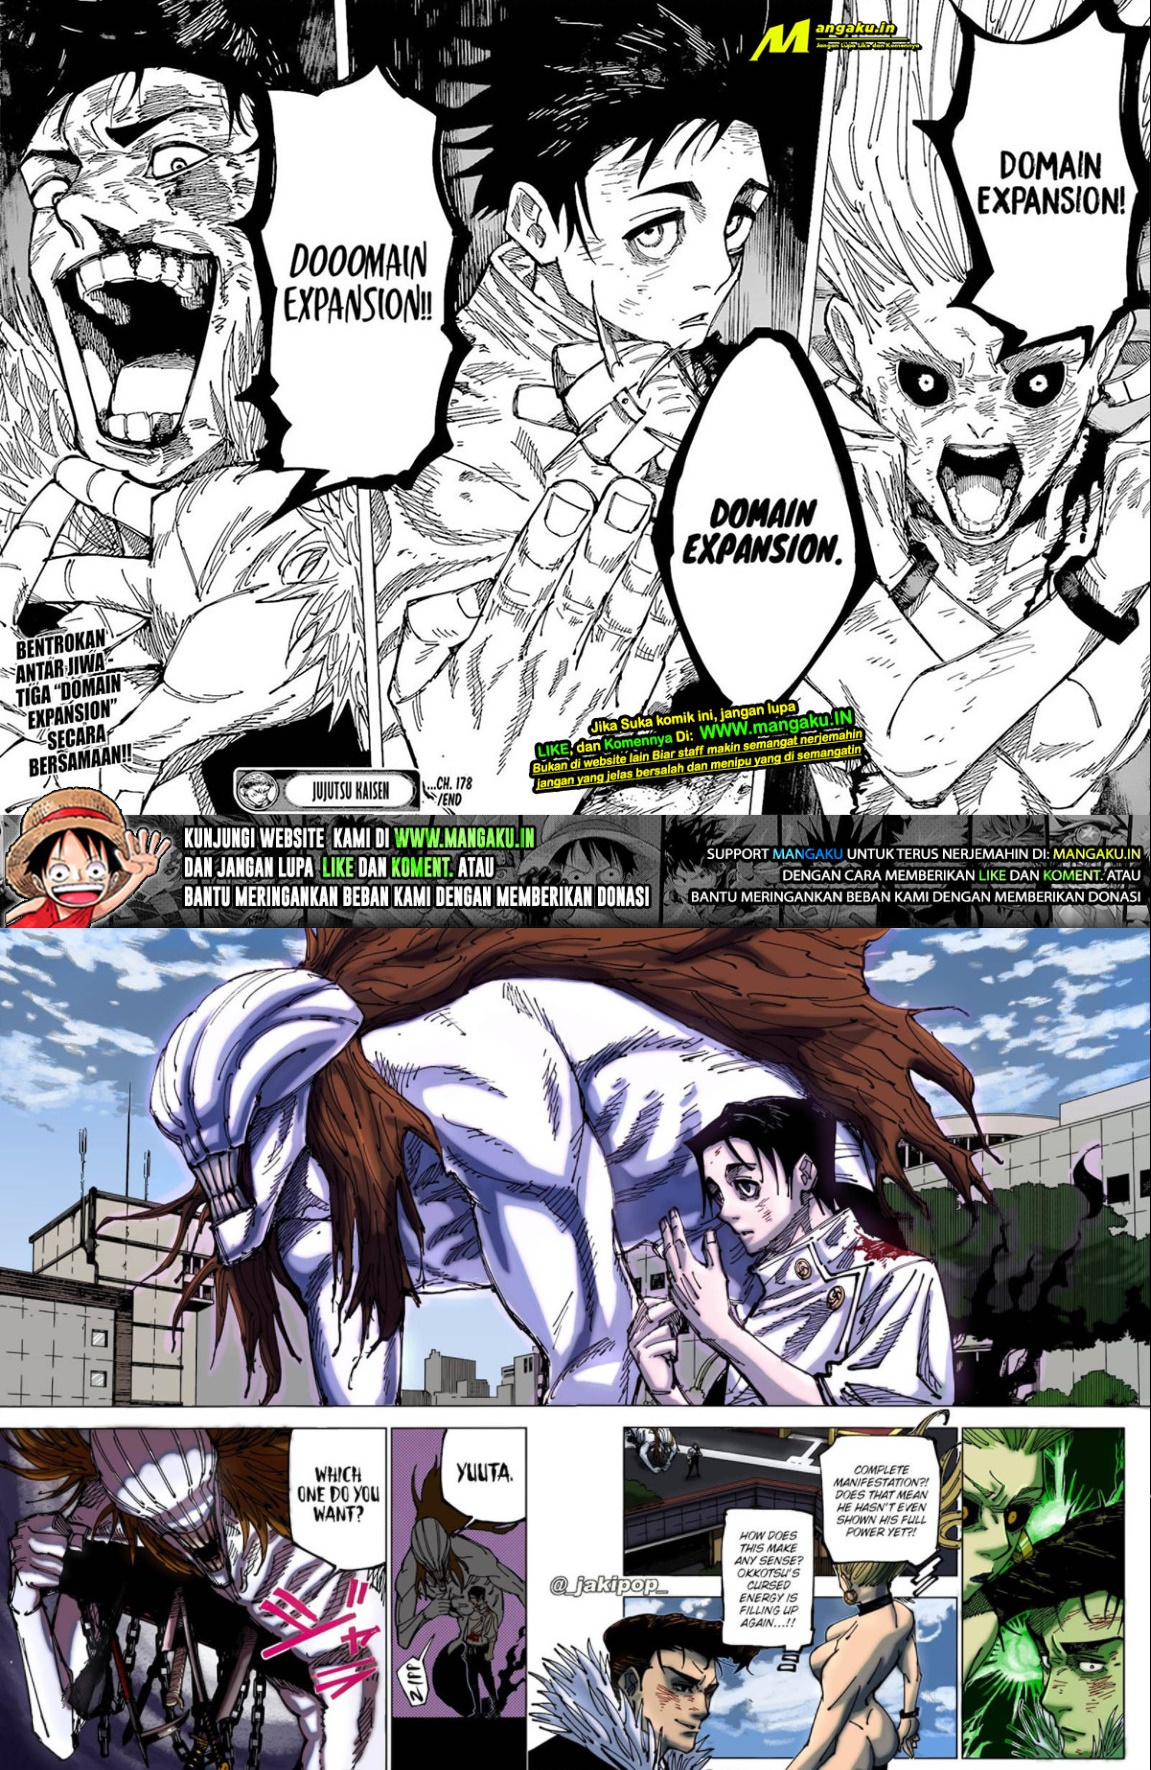 Mangaku.in
Jangan Lupa Like dan Komennya
DOOOMAIN
EXPANSION!!
DOMAIN
EXPANSION!
DOMAIN
EXPANSION.
BENTROKAN
ANTAR JIWA -
TIGA "DOMAIN
EXPANSION"
SECARA
BERSAMAAN!!
Jika Suka komik ini, jangan lupa
LIKE, dan Komennya Di: WWW.mangaku.IN
Bukan di website lain Biar staff makin semangat nerjemahin
jangan yang jelas bersalah dan menipu yang di semangatin
JUJUTSU KAISEN
...CH. 178
/END
KUNJUNGI WEBSITE KAMI DI WWW.MANGAKU.IN
DAN JANGAN LUPA LIKE DAN KOMENT. ATAU
BANTU MERINGANKAN BEBAN KAMI DENGAN MEMBERIKAN DONASI
SUPPORT MANGAKU UNTUK TERUS NERJEMAHIN DI: MANGAKU.IN
DENGAN CARA MEMBERIKAN LIKE DAN KOMENT. ATAU
BANTU MERINGANKAN BEBAN KAMI DENGAN MEMBERIKAN DONASI
WHICH
ONE DO YOU
WANT?
YUUTA.
ZIPP
COMPLETE
MANIFESTATION?!
DOES THAT MEAN
HE HASN'T EVEN
SHOWN HIS FULL
POWER YET?!
HOW DOES
THIS MAKE
ANY SENSE?
OKKOTSU'S
CURSED
ENERGY IS
FILLING UP
AGAIN...!!
@_jakipop_